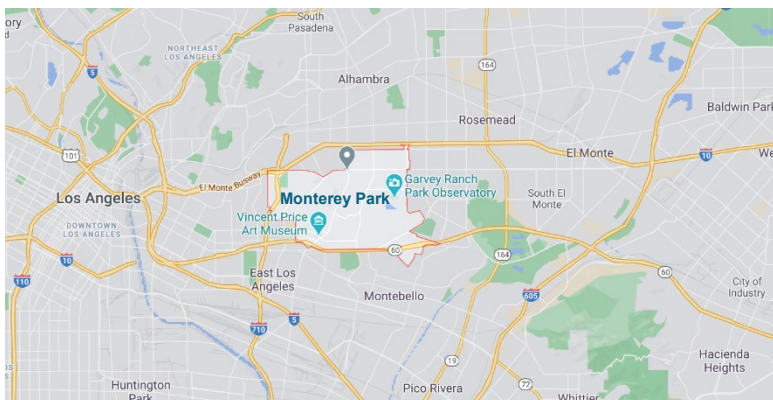 ory
rk
South
Pasadena
5
NORTHEAST
LOS ANGELES
164
Alhambra
Rosemead
Baldwin Park
101
El Monte
10
We
El Monte Busway
Garvey Ranch
Park Observatory
Los Angeles
Monterey Park
South El
Monte
Vincent Price
Art Museum
DOWNTOWN
LOS ANGELES
60
164
10
East Los
Angeles
60
110
Montebello
605
City of
Industry
5
710
19
Hacienda
Heights
Huntington
Park
Pico Rivera
72
Whittier